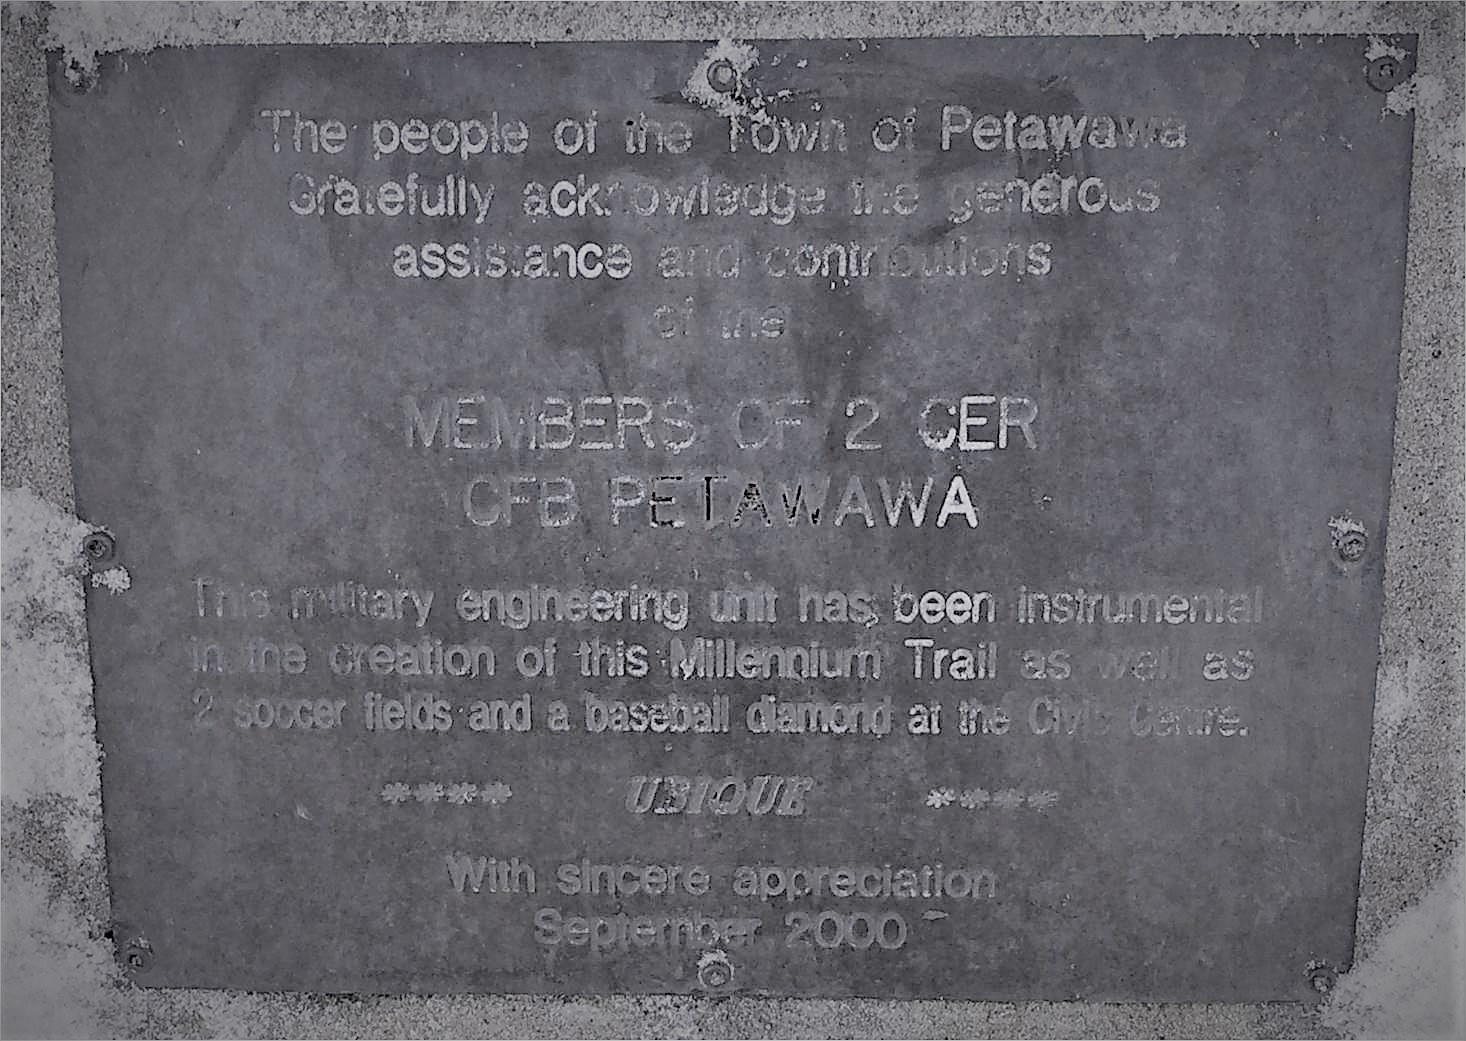 The people of the Town of Petawawa
Gratefully acknowledge the generous
assistance and contributions
of the
MEMBERS OF 2 CER
CFB PETAWAWA
This military engineering unit has been instrumental
in the creation of this Millennium Trail as well as
2 soccer fields and a baseball diamond at the Civic Centre.
**** UBIQUE ****
With sincere appreciation
September 2000